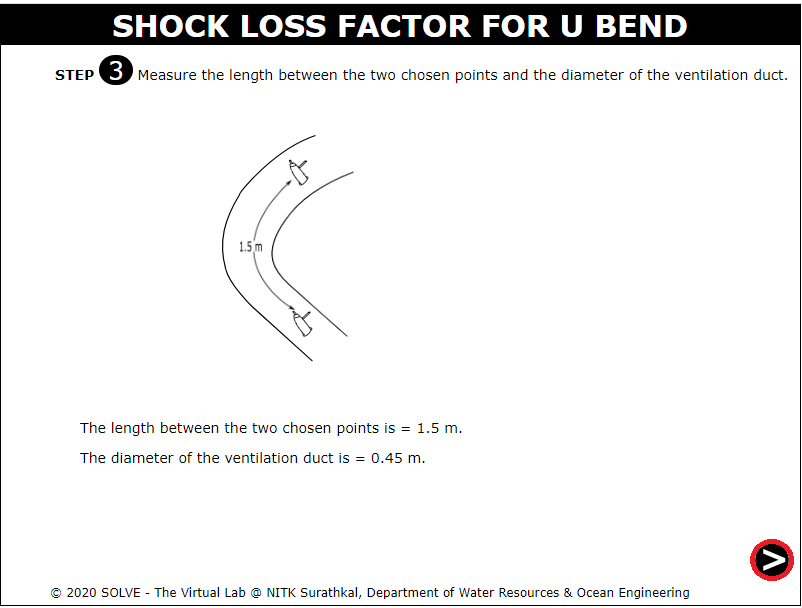 SHOCK LOSS FACTOR FOR U BEND
STEP 3 Measure the length between the two chosen points and the diameter of the ventilation duct.
1.5 m
The length between the two chosen points is = 1.5 m.
The diameter of the ventilation duct is = 0.45 m.
>
© 2020 SOLVE - The Virtual Lab @ NITK Surathkal, Department of Water Resources & Ocean Engineering